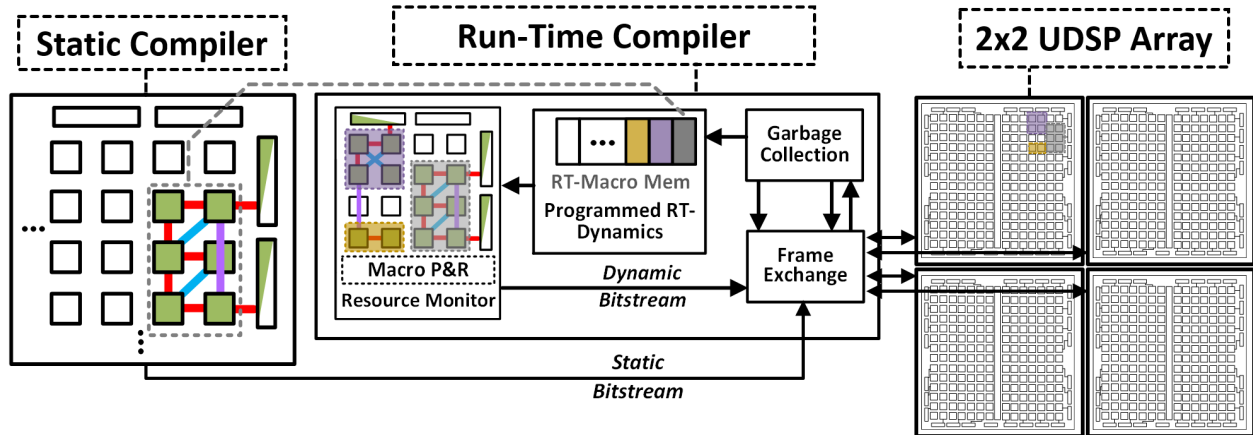 Static Compiler
Run-Time Compiler
2x2 UDSP Array
...
...
Macro P&R
Resource Monitor
...
RT-Macro Mem
Programmed RT-
Dynamics
Garbage
Collection
Frame
Exchange
Dynamic
Bitstream
Static
Bitstream